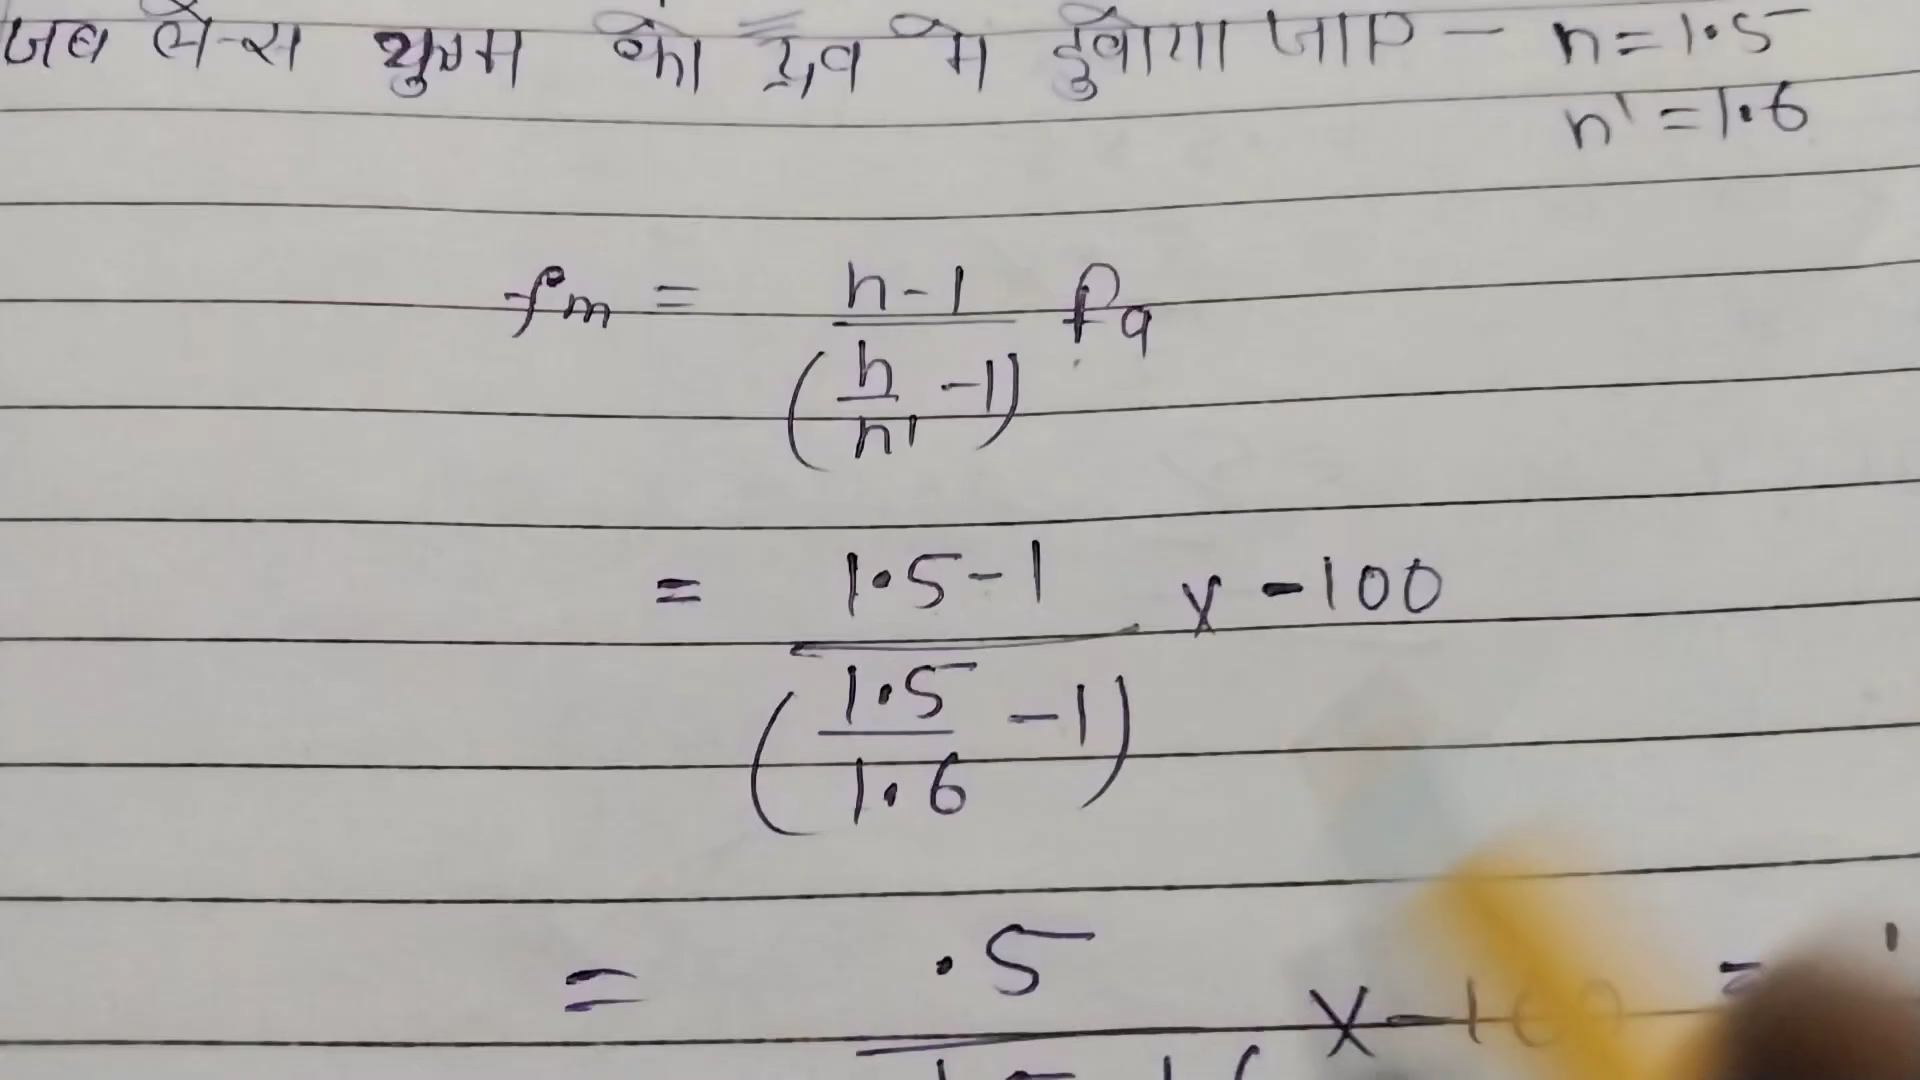 जब लेन्स युग्म को द्रव मे डुबोया जाए - n = 1.5
n' = 1.6
fm = n-1 fa
(n/n' -1)
= 1.5-1 x -100
(1.5/1.6 -1)
= .5 x -100 =